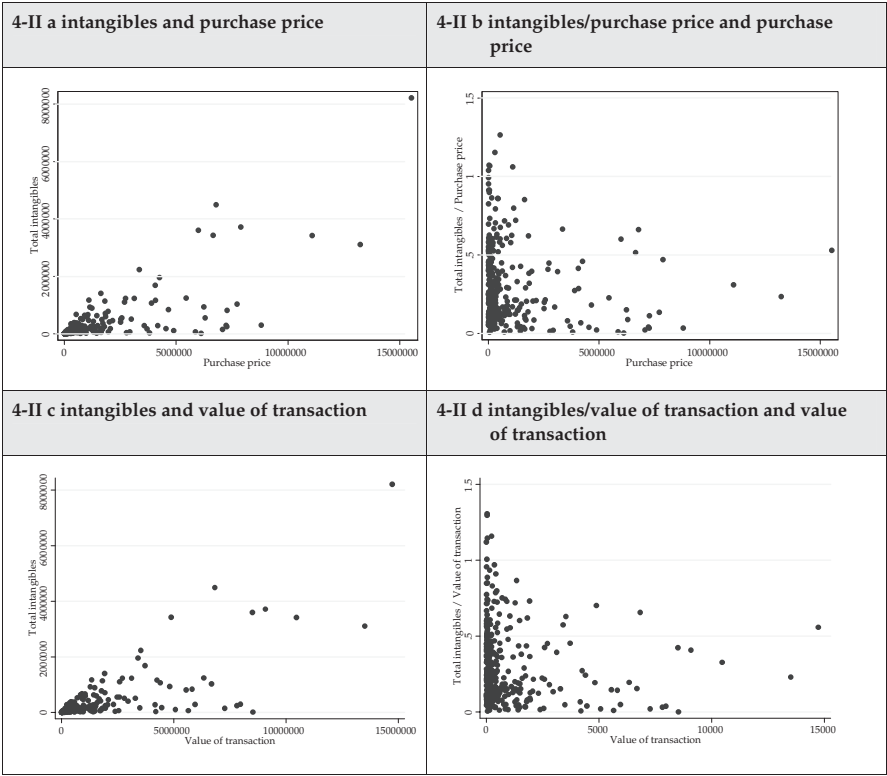 4-II a intangibles and purchase price
4-II b intangibles/purchase price and purchase
price
Total intangibles
8000000
6000000
4000000
2000000
0
0 5000000 10000000 15000000
Purchase price
Total intangibles / Purchase price
1.5
1
.5
0
0 5000000 10000000 15000000
Purchase price
4-II c intangibles and value of transaction
4-II d intangibles/value of transaction and value
of transaction
Total intangibles
8000000
6000000
4000000
2000000
0
0 5000000 10000000 15000000
Value of transaction
Total intangibles / Value of transaction
1.5
1
.5
0
0 5000 10000 15000
Value of transaction